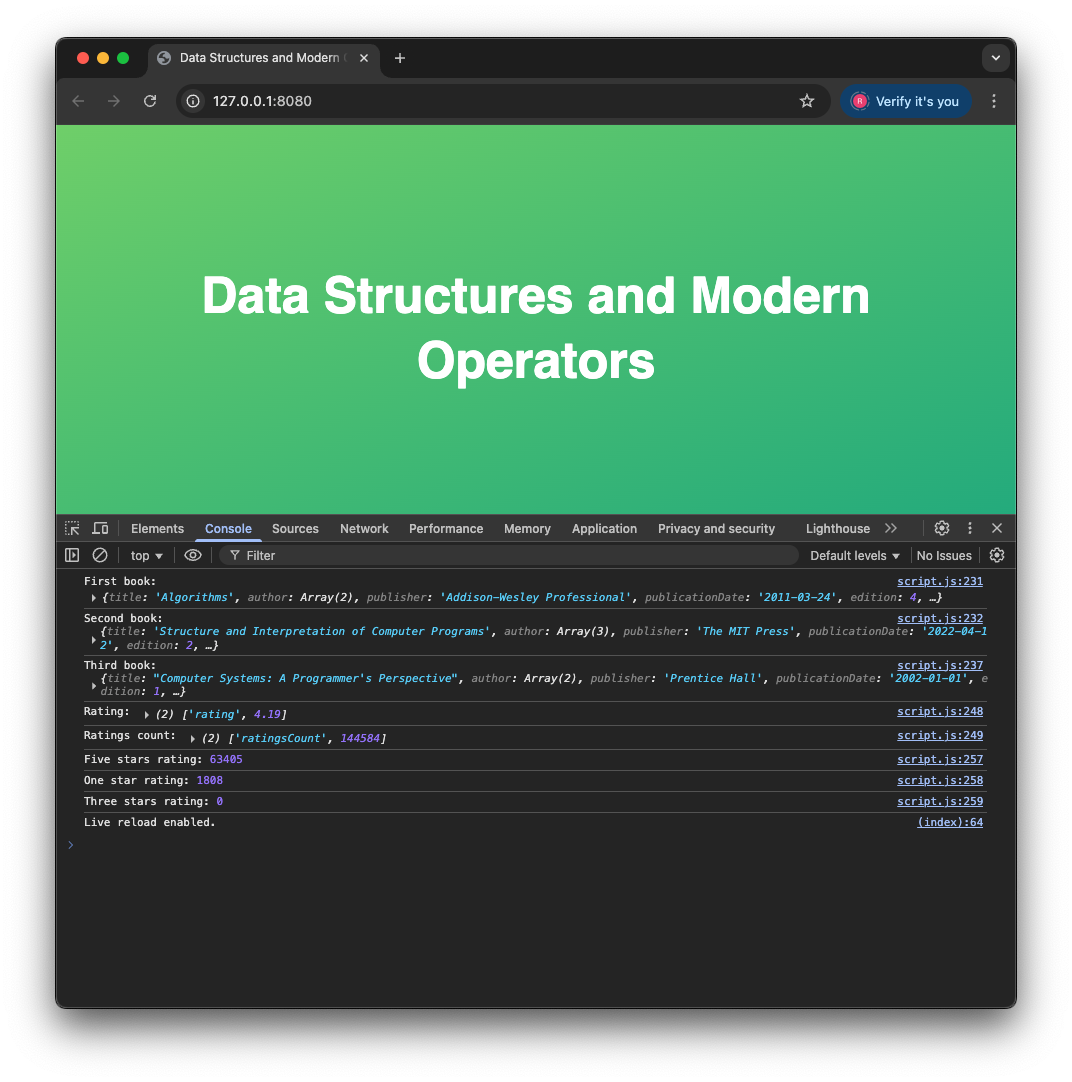 Data Structures and Modern
127.0.0.1:8080
R
Verify it's you
Data Structures and Modern
Operators
Elements Console Sources Network Performance Memory Application Privacy and security Lighthouse
top Filter Default levels No Issues
First book: script.js:231
{title: 'Algorithms', author: Array(2), publisher: 'Addison-Wesley Professional', publicationDate: '2011-03-24', edition: 4, …}
Second book: script.js:232
{title: 'Structure and Interpretation of Computer Programs', author: Array(3), publisher: 'The MIT Press', publicationDate: '2022-04-1
2', edition: 2, …}
Third book: script.js:237
{title: "Computer Systems: A Programmer's Perspective", author: Array(2), publisher: 'Prentice Hall', publicationDate: '2002-01-01', e
dition: 1, …}
Rating: (2) ['rating', 4.19] script.js:248
Ratings count: (2) ['ratingsCount', 144584] script.js:249
Five stars rating: 63405 script.js:257
One star rating: 1808 script.js:258
Three stars rating: 0 script.js:259
Live reload enabled. (index):64